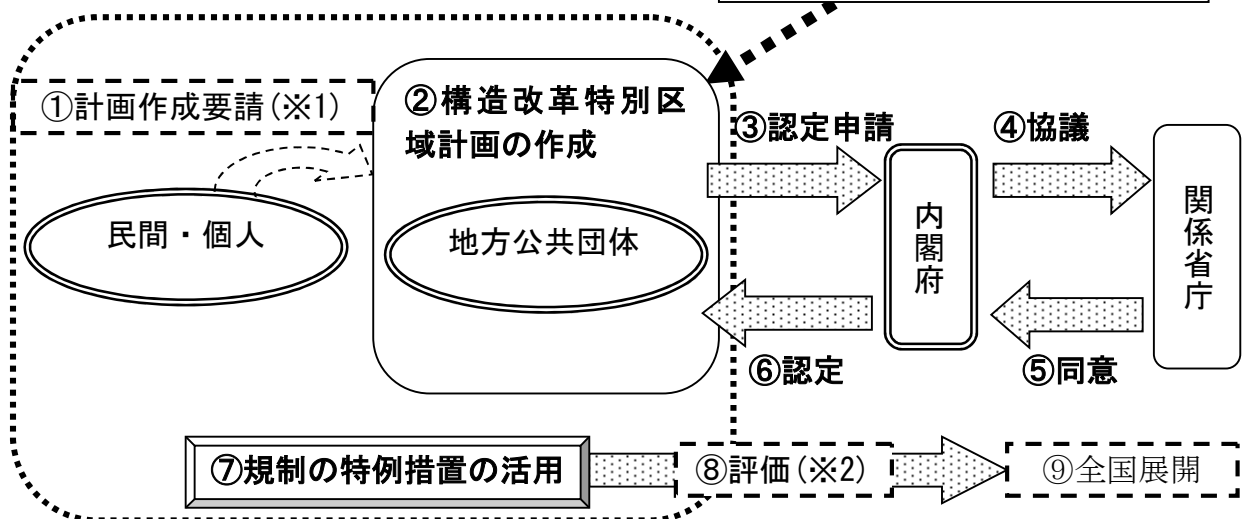 ①計画作成要請(※1)
②構造改革特別区
域計画の作成
③認定申請
④協議
民間・個人
地方公共団体
内閣府
関係省庁
⑥認定
⑤同意
⑦規制の特例措置の活用
⑧評価(※2)
⑨全国展開